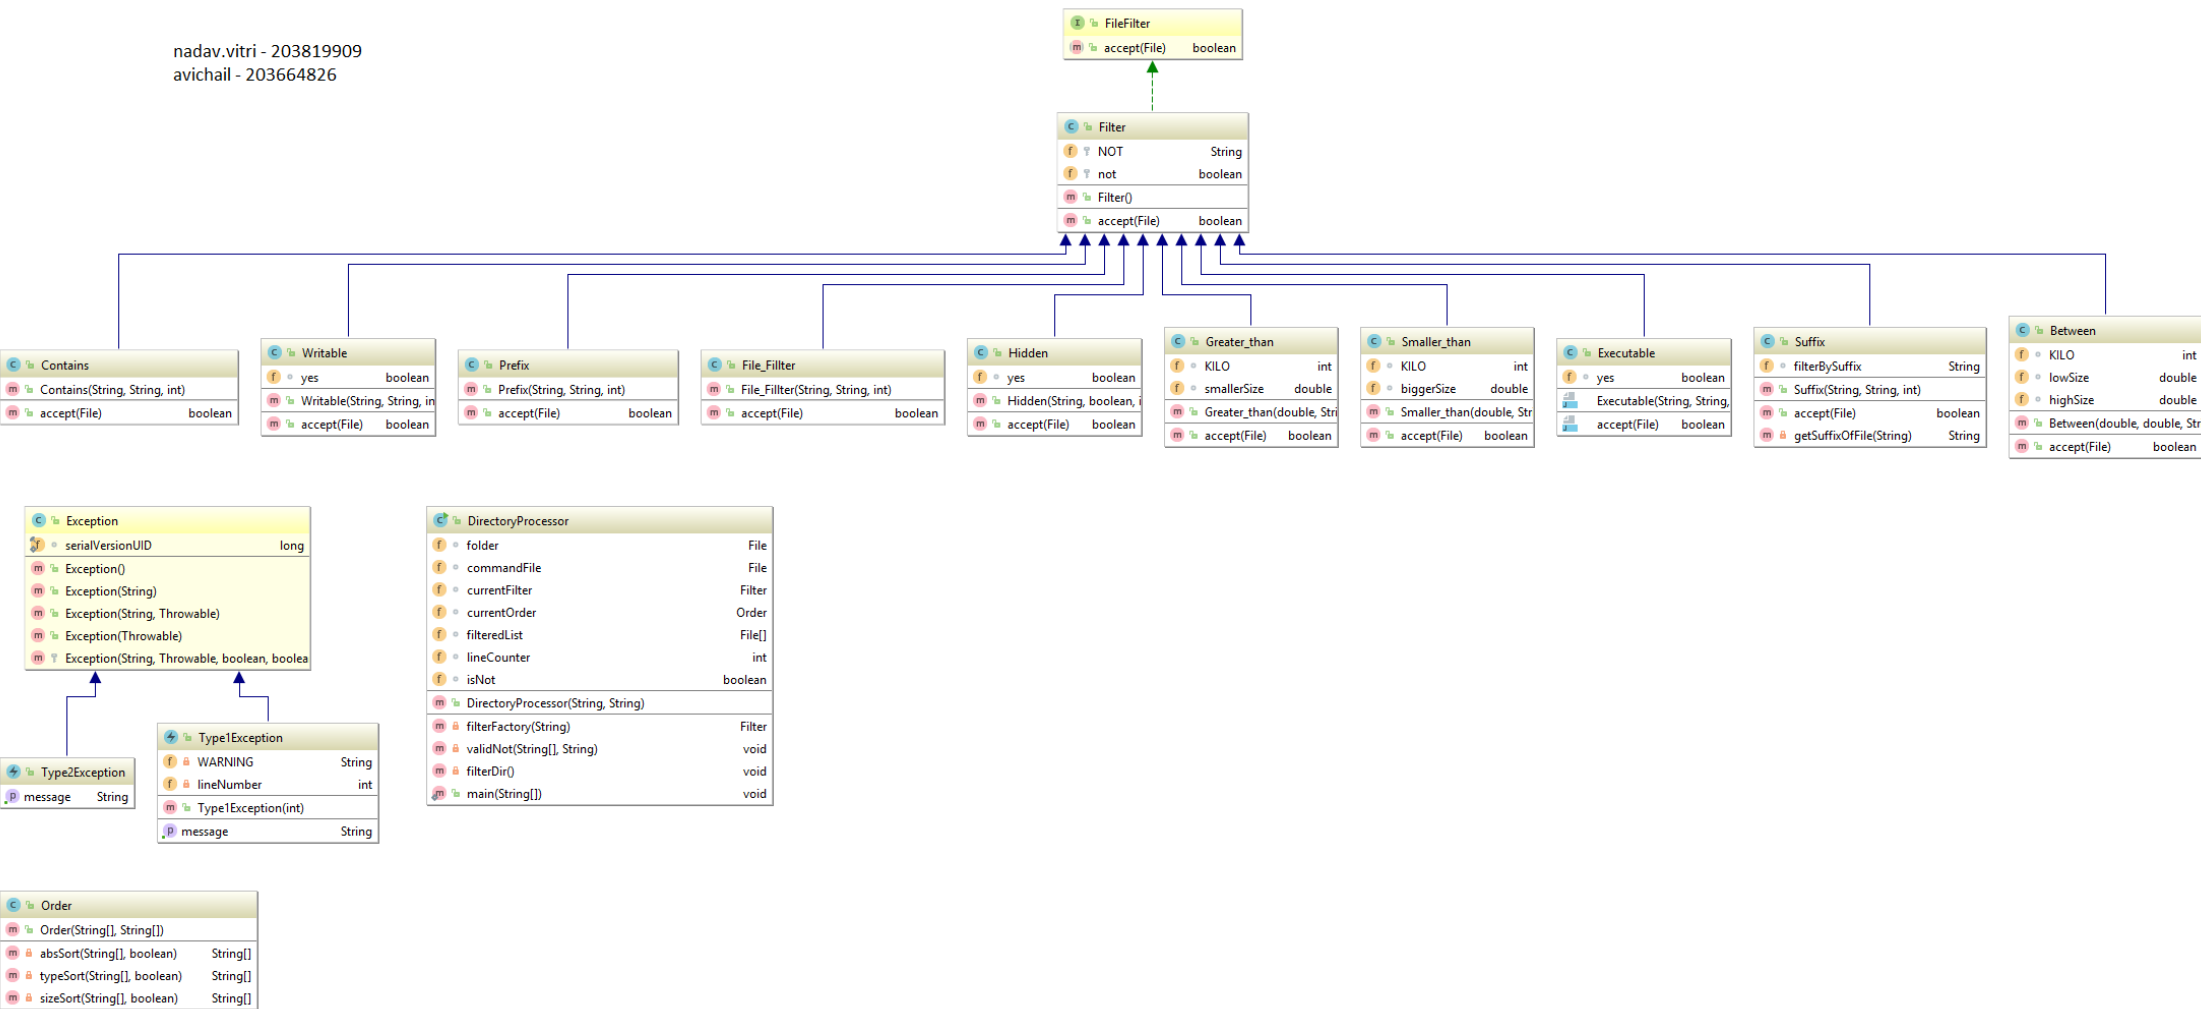 nadav.vitri - 203819909
avichail - 203664826
FileFilter
accept(File) boolean
Filter
NOT String
not boolean
Filter()
accept(File) boolean
Contains
Contains(String, String, int)
accept(File) boolean
Writable
yes boolean
Writable(String, String, in
accept(File) boolean
Prefix
Prefix(String, String, int)
accept(File) boolean
File_Fillter
File_Fillter(String, String, int)
accept(File) boolean
Hidden
yes boolean
Hidden(String, boolean, i
accept(File) boolean
Greater_than
KILO int
smallerSize double
Greater_than(double, Stri
accept(File) boolean
Smaller_than
KILO int
biggerSize double
Smaller_than(double, Str
accept(File) boolean
Executable
yes boolean
Executable(String, String,
accept(File) boolean
Suffix
filterBySuffix String
Suffix(String, String, int)
accept(File) boolean
getSuffixOfFile(String) String
Between
KILO int
lowSize double
highSize double
Between(double, double, Str
accept(File) boolean
Exception
serialVersionUID long
Exception()
Exception(String)
Exception(String, Throwable)
Exception(Throwable)
Exception(String, Throwable, boolean, boolea
DirectoryProcessor
folder File
commandFile File
currentFilter Filter
currentOrder Order
filteredList File[]
lineCounter int
isNot boolean
DirectoryProcessor(String, String)
filterFactory(String) Filter
validNot(String[], String) void
filterDir() void
main(String[]) void
Type2Exception
message String
Type1Exception
WARNING String
lineNumber int
Type1Exception(int)
message String
Order
Order(String[], String[])
absSort(String[], boolean) String[]
typeSort(String[], boolean) String[]
sizeSort(String[], boolean) String[]